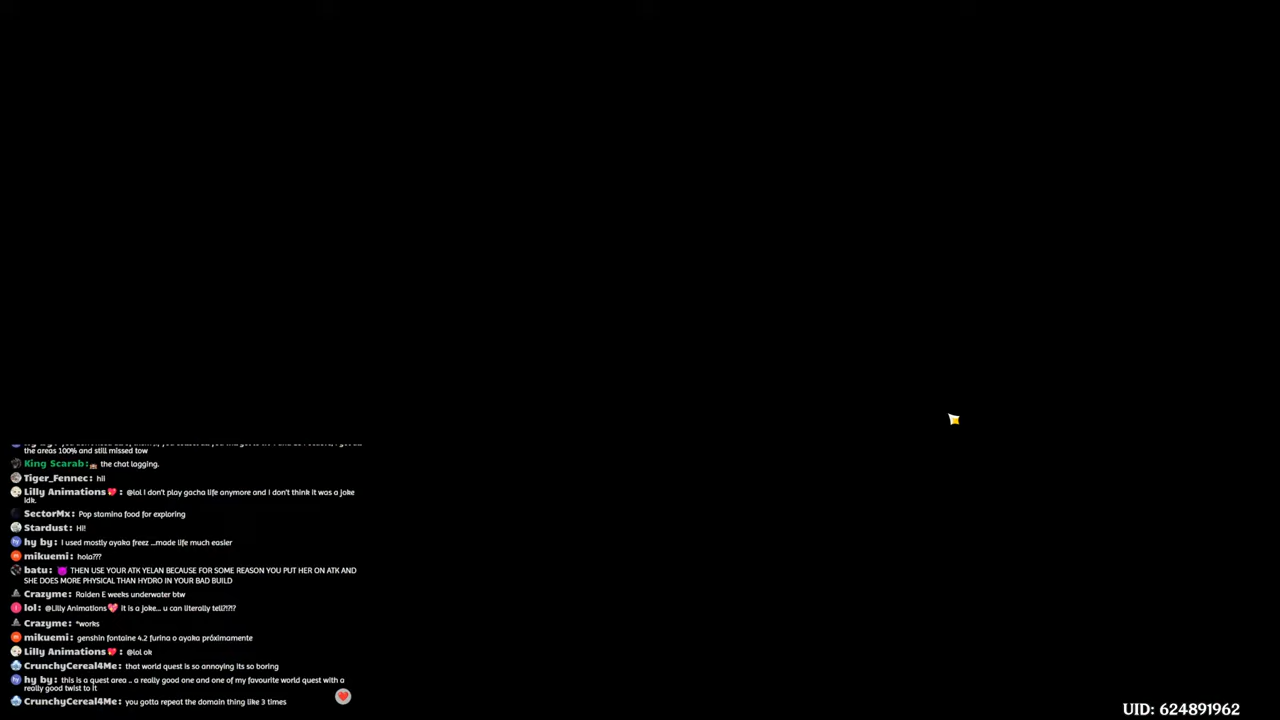 the areas 100% and still missed tow
King Scarab: the chat lagging.
Tiger_Fennec: hii
Lilly Animations : @lol I don't play gacha life anymore and I don't think it was a joke
idk.
SectorMx: Pop stamina food for exploring
Stardust: Hi!
hy by: I used mostly ayaka freez ...made life much easier
mikuemi: hola???
batu: THEN USE YOUR ATK YELAN BECAUSE FOR SOME REASON YOU PUT HER ON ATK AND
SHE DOES MORE PHYSICAL THAN HYDRO IN YOUR BAD BUILD
Crazyme: Raiden E weeks underwater btw
lol: @Lilly Animations it is a joke... u can literally tell?!?!?
Crazyme: *works
mikuemi: genshin fontaine 4.2 furina o ayaka próximamente
Lilly Animations : @lol ok
CrunchyCereal4Me: that world quest is so annoying its so boring
hy by: this is a quest area .. a really good one and one of my favourite world quest with a
really good twist to it
CrunchyCereal4Me: you gotta repeat the domain thing like 3 times
UID: 624891962